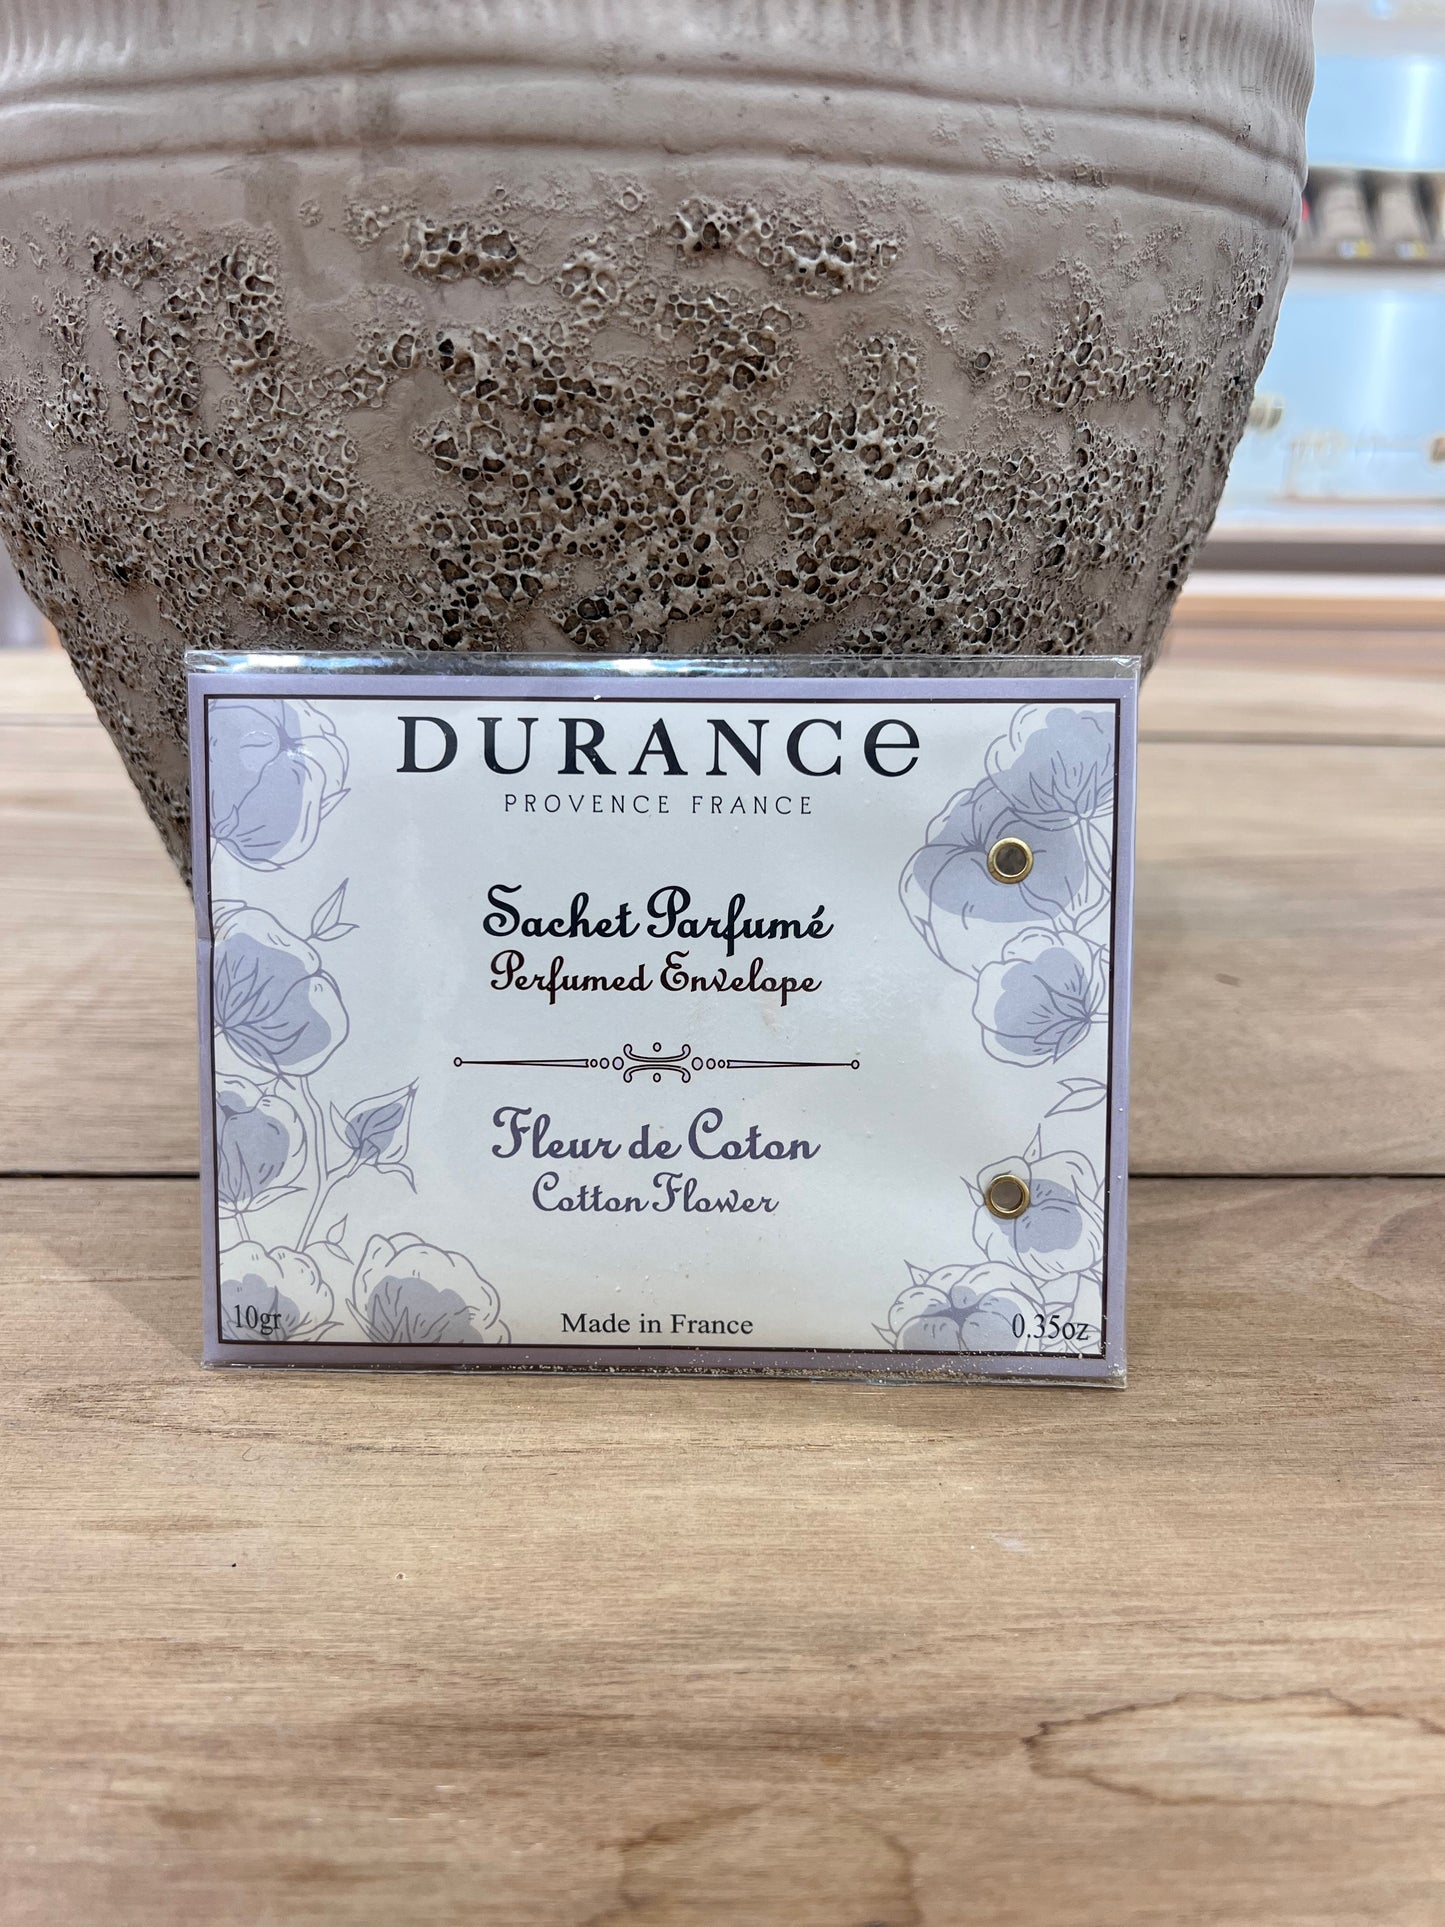 DURANCe
PROVENCE FRANCE
Sachet Parfumé
Perfumed Envelope
Fleur de Coton
Cotton Flower
10gr Made in France 0.35oz